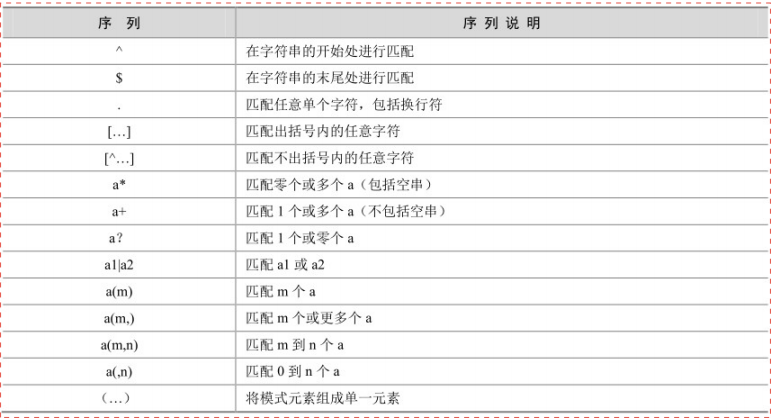 序 列 序 列 说 明
^ 在字符串的开始处进行匹配
$ 在字符串的末尾处进行匹配
. 匹配任意单个字符，包括换行符
[…] 匹配出括号内的任意字符
[^…] 匹配不出括号内的任意字符
a* 匹配零个或多个 a（包括空串）
a+ 匹配 1 个或多个 a（不包括空串）
a? 匹配 1 个或零个 a
a1|a2 匹配 a1 或 a2
a(m) 匹配 m 个 a
a(m,) 匹配 m 个或更多个 a
a(m,n) 匹配 m 到 n 个 a
a(,n) 匹配 0 到 n 个 a
（…） 将模式元素组成单一元素